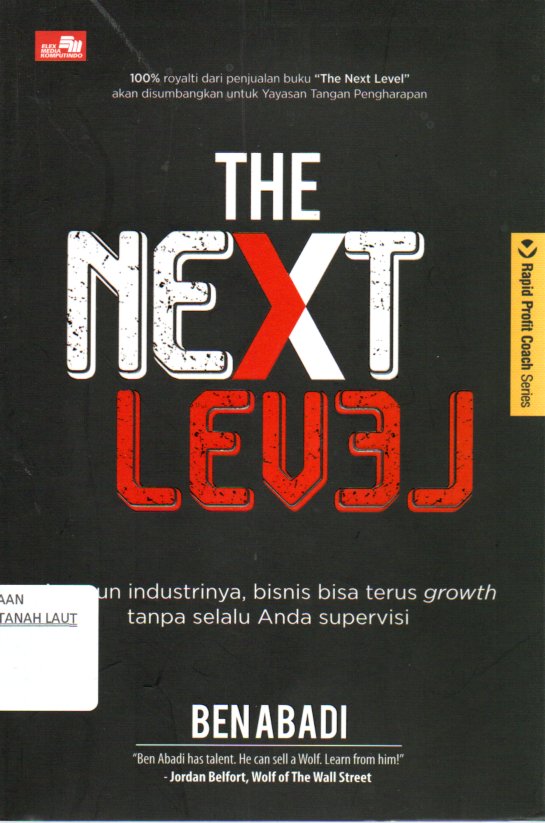 ELEX
MEDIA
KOMPUTINDO
100% royalti dari penjualan buku “The Next Level”
akan disumbangkan untuk Yayasan Tangan Pengharapan
THE
NEXT
LEVEL
Rapid Profit Coach Series
industrinya, bisnis bisa terus growth
tanpa selalu Anda supervisi
AAN
TANAH LAUT
BEN ABADI
“Ben Abadi has talent. He can sell a Wolf. Learn from him!”
- Jordan Belfort, Wolf of The Wall Street